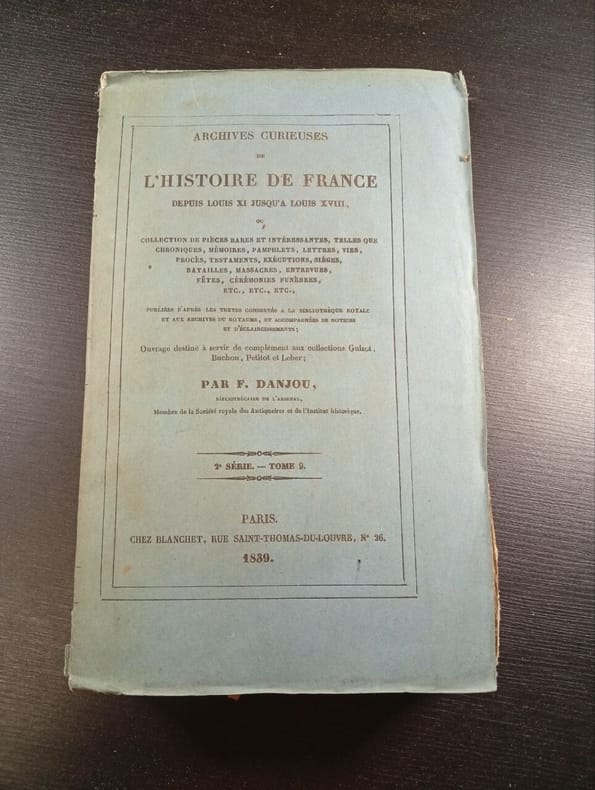 ARCHIVES CURIEUSES
DE
L'HISTOIRE DE FRANCE
DEPUIS LOUIS XI JUSQU'A LOUIS XVIII,
OU
COLLECTION DE PIÈCES RARES ET INTÉRESSANTES, TELLES QUE
CHRONIQUES, MÉMOIRES, PAMPHLETS, LETTRES, VIES,
PROCÈS, TESTAMENTS, EXÉCUTIONS, SIÉGES,
BATAILLES, MASSACRES, ENTREVUES,
FÊTES, CÉRÉMONIES FUNÈBRES,
ETC., ETC., ETC.,
PUBLIÉES D'APRÈS LES TEXTES CONSERVÉS A LA BIBLIOTHÈQUE ROYALE
ET AUX ARCHIVES DU ROYAUME, ET ACCOMPAGNÉES DE NOTICES
ET D'ÉCLAIRCISSEMENTS;
Ouvrage destiné à servir de complément aux collections Guizot,
Buchon, Petitot et Leber;
PAR F. DANJOU,
BIBLIOTHÉCAIRE DE L'ARSENAL,
Membre de la Société royale des Antiquaires et de l'Institut historique.
2e SÉRIE. — TOME 9.
PARIS.
CHEZ BLANCHET, RUE SAINT-THOMAS-DU-LOUVRE, N° 26.
1839.